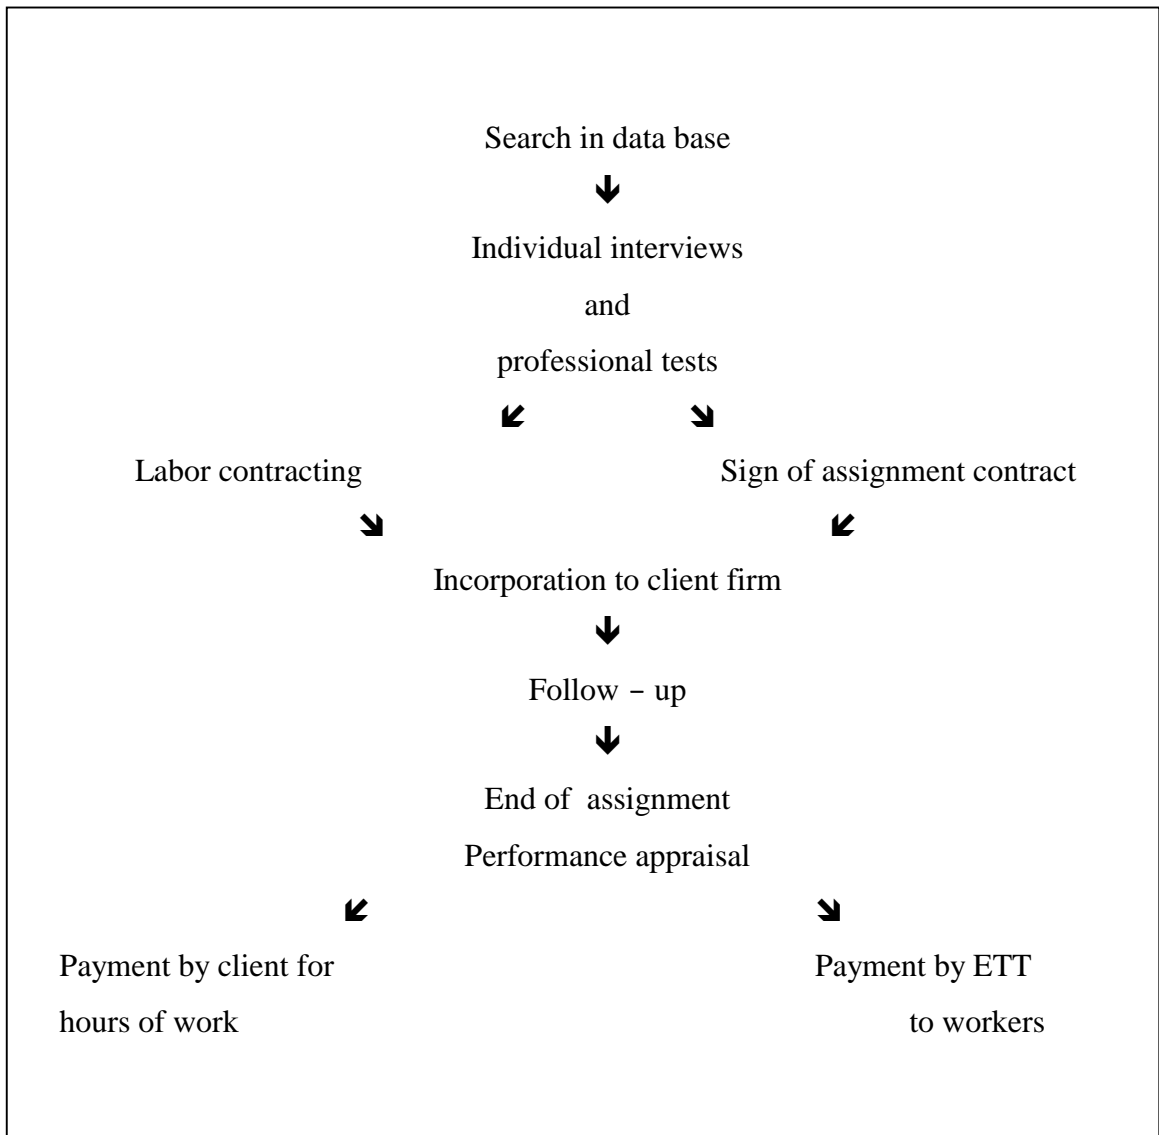 Search in data base
Individual interviews
and
professional tests
Labor contracting
Sign of assignment contract
Incorporation to client firm
Follow – up
End of  assignment
Performance appraisal
Payment by client for
hours of work
Payment by ETT
to workers